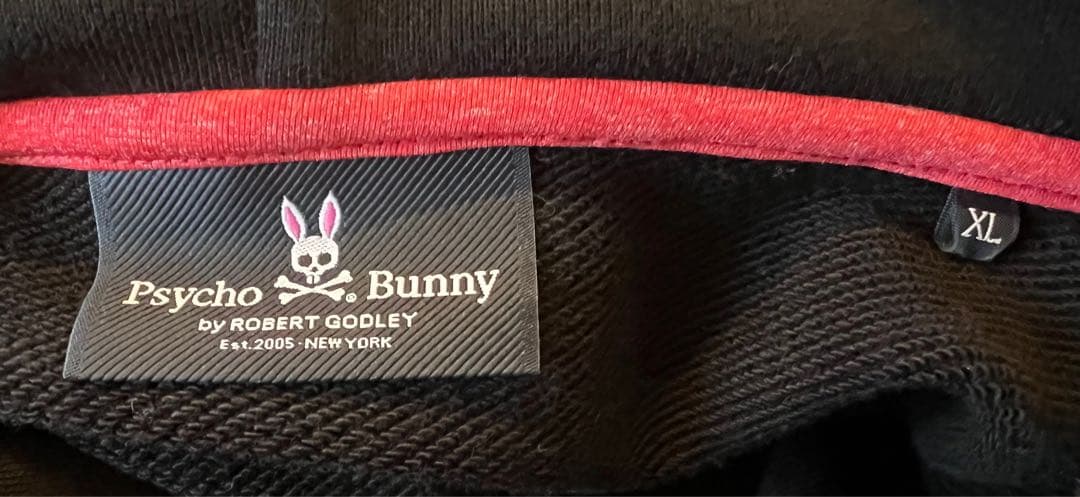 Psycho ® Bunny
by ROBERT GODLEY
Est.2005 · NEW YORK
XL